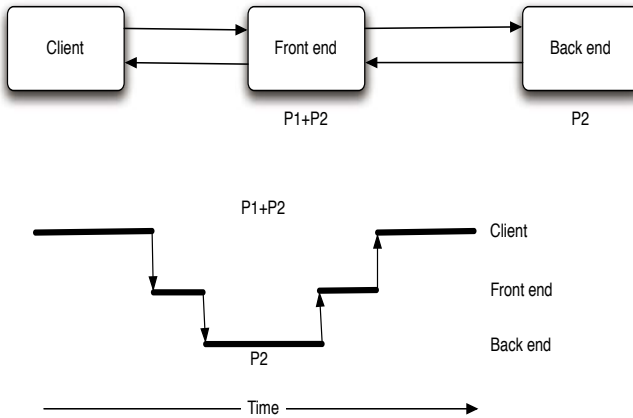 Client
Front end
Back end
P1+P2
P2
P1+P2
Client
Front end
Back end
P2
Time